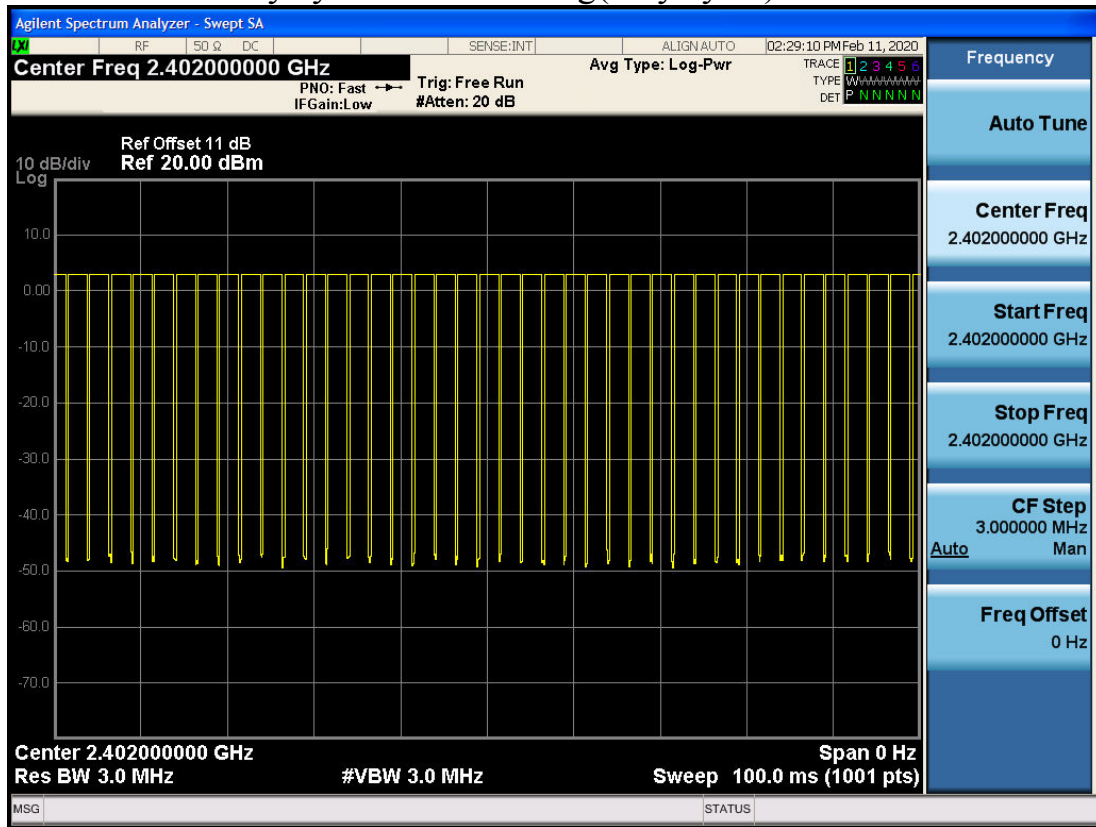 Agilent Spectrum Analyzer - Swept SA
LXI RF 50 Ω DC SENSE:INT ALIGN AUTO 02:29:10 PM Feb 11, 2020
Center Freq 2.402000000 GHz
PNO: Fast
IFGain:Low
Trig: Free Run
#Atten: 20 dB
Avg Type: Log-Pwr
TRACE 1 2 3 4 5 6
TYPE
DET P N N N N N
Ref Offset 11 dB
10 dB/div Ref 20.00 dBm
Log
10.0
0.00
-10.0
-20.0
-30.0
-40.0
-50.0
-60.0
-70.0
Center 2.402000000 GHz Span 0 Hz
Res BW 3.0 MHz #VBW 3.0 MHz Sweep 100.0 ms (1001 pts)
MSG STATUS
Frequency
Auto Tune
Center Freq
2.402000000 GHz
Start Freq
2.402000000 GHz
Stop Freq
2.402000000 GHz
CF Step
3.000000 MHz
Auto Man
Freq Offset
0 Hz